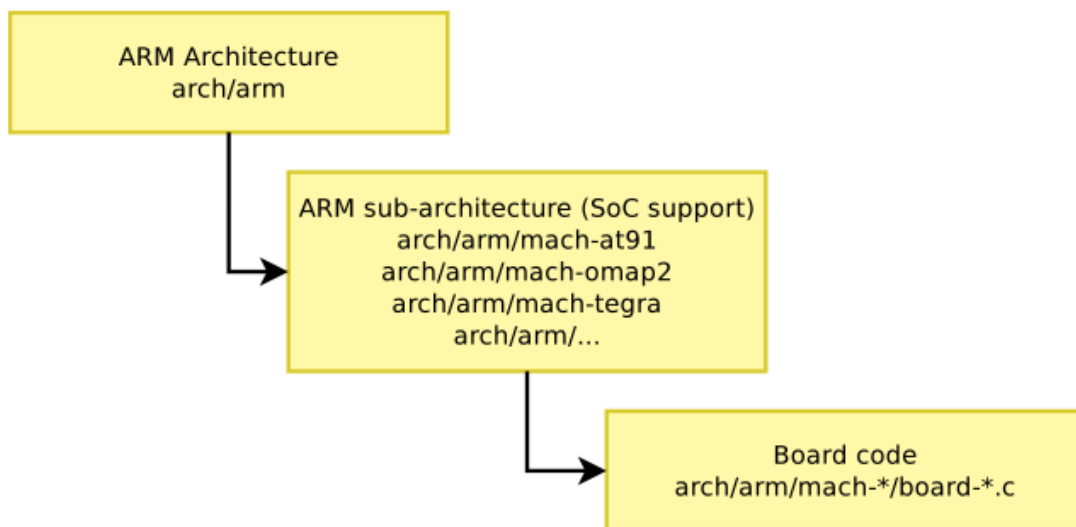 ARM Architecture
arch/arm
ARM sub-architecture (SoC support)
arch/arm/mach-at91
arch/arm/mach-omap2
arch/arm/mach-tegra
arch/arm/...
Board code
arch/arm/mach-*/board-*.c